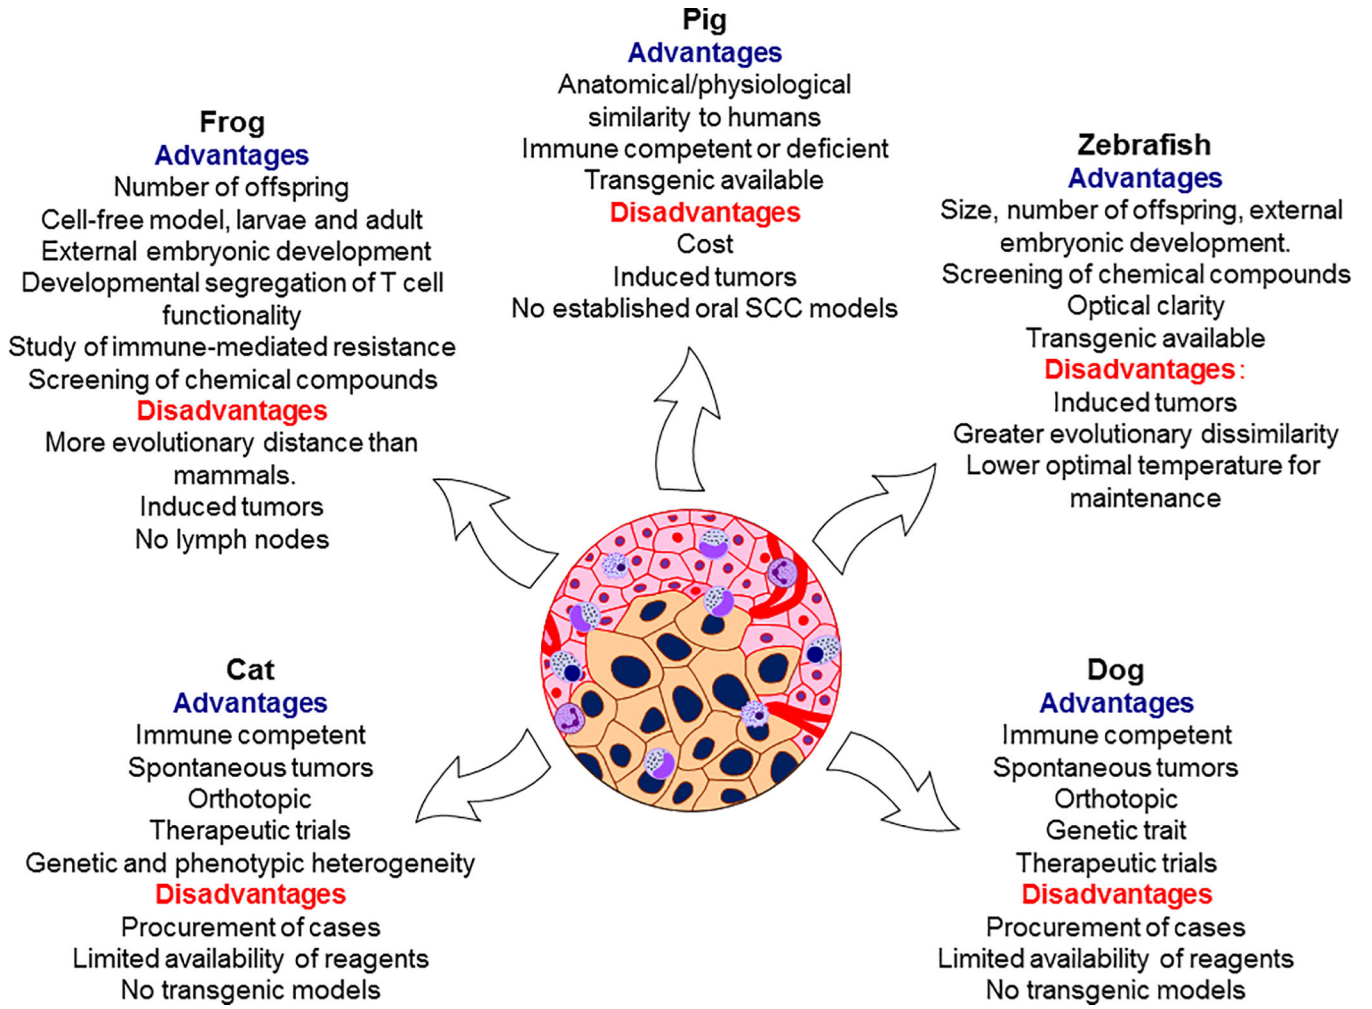 Pig
Advantages
Anatomical/physiological
similarity to humans
Immune competent or deficient
Transgenic available
Disadvantages
Cost
Induced tumors
No established oral SCC models
Frog
Advantages
Number of offspring
Cell-free model, larvae and adult
External embryonic development
Developmental segregation of T cell
functionality
Study of immune-mediated resistance
Screening of chemical compounds
Disadvantages
More evolutionary distance than
mammals.
Induced tumors
No lymph nodes
Zebrafish
Advantages
Size, number of offspring, external
embryonic development.
Screening of chemical compounds
Optical clarity
Transgenic available
Disadvantages:
Induced tumors
Greater evolutionary dissimilarity
Lower optimal temperature for
maintenance
Cat
Advantages
Immune competent
Spontaneous tumors
Orthotopic
Therapeutic trials
Genetic and phenotypic heterogeneity
Disadvantages
Procurement of cases
Limited availability of reagents
No transgenic models
Dog
Advantages
Immune competent
Spontaneous tumors
Orthotopic
Genetic trait
Therapeutic trials
Disadvantages
Procurement of cases
Limited availability of reagents
No transgenic models